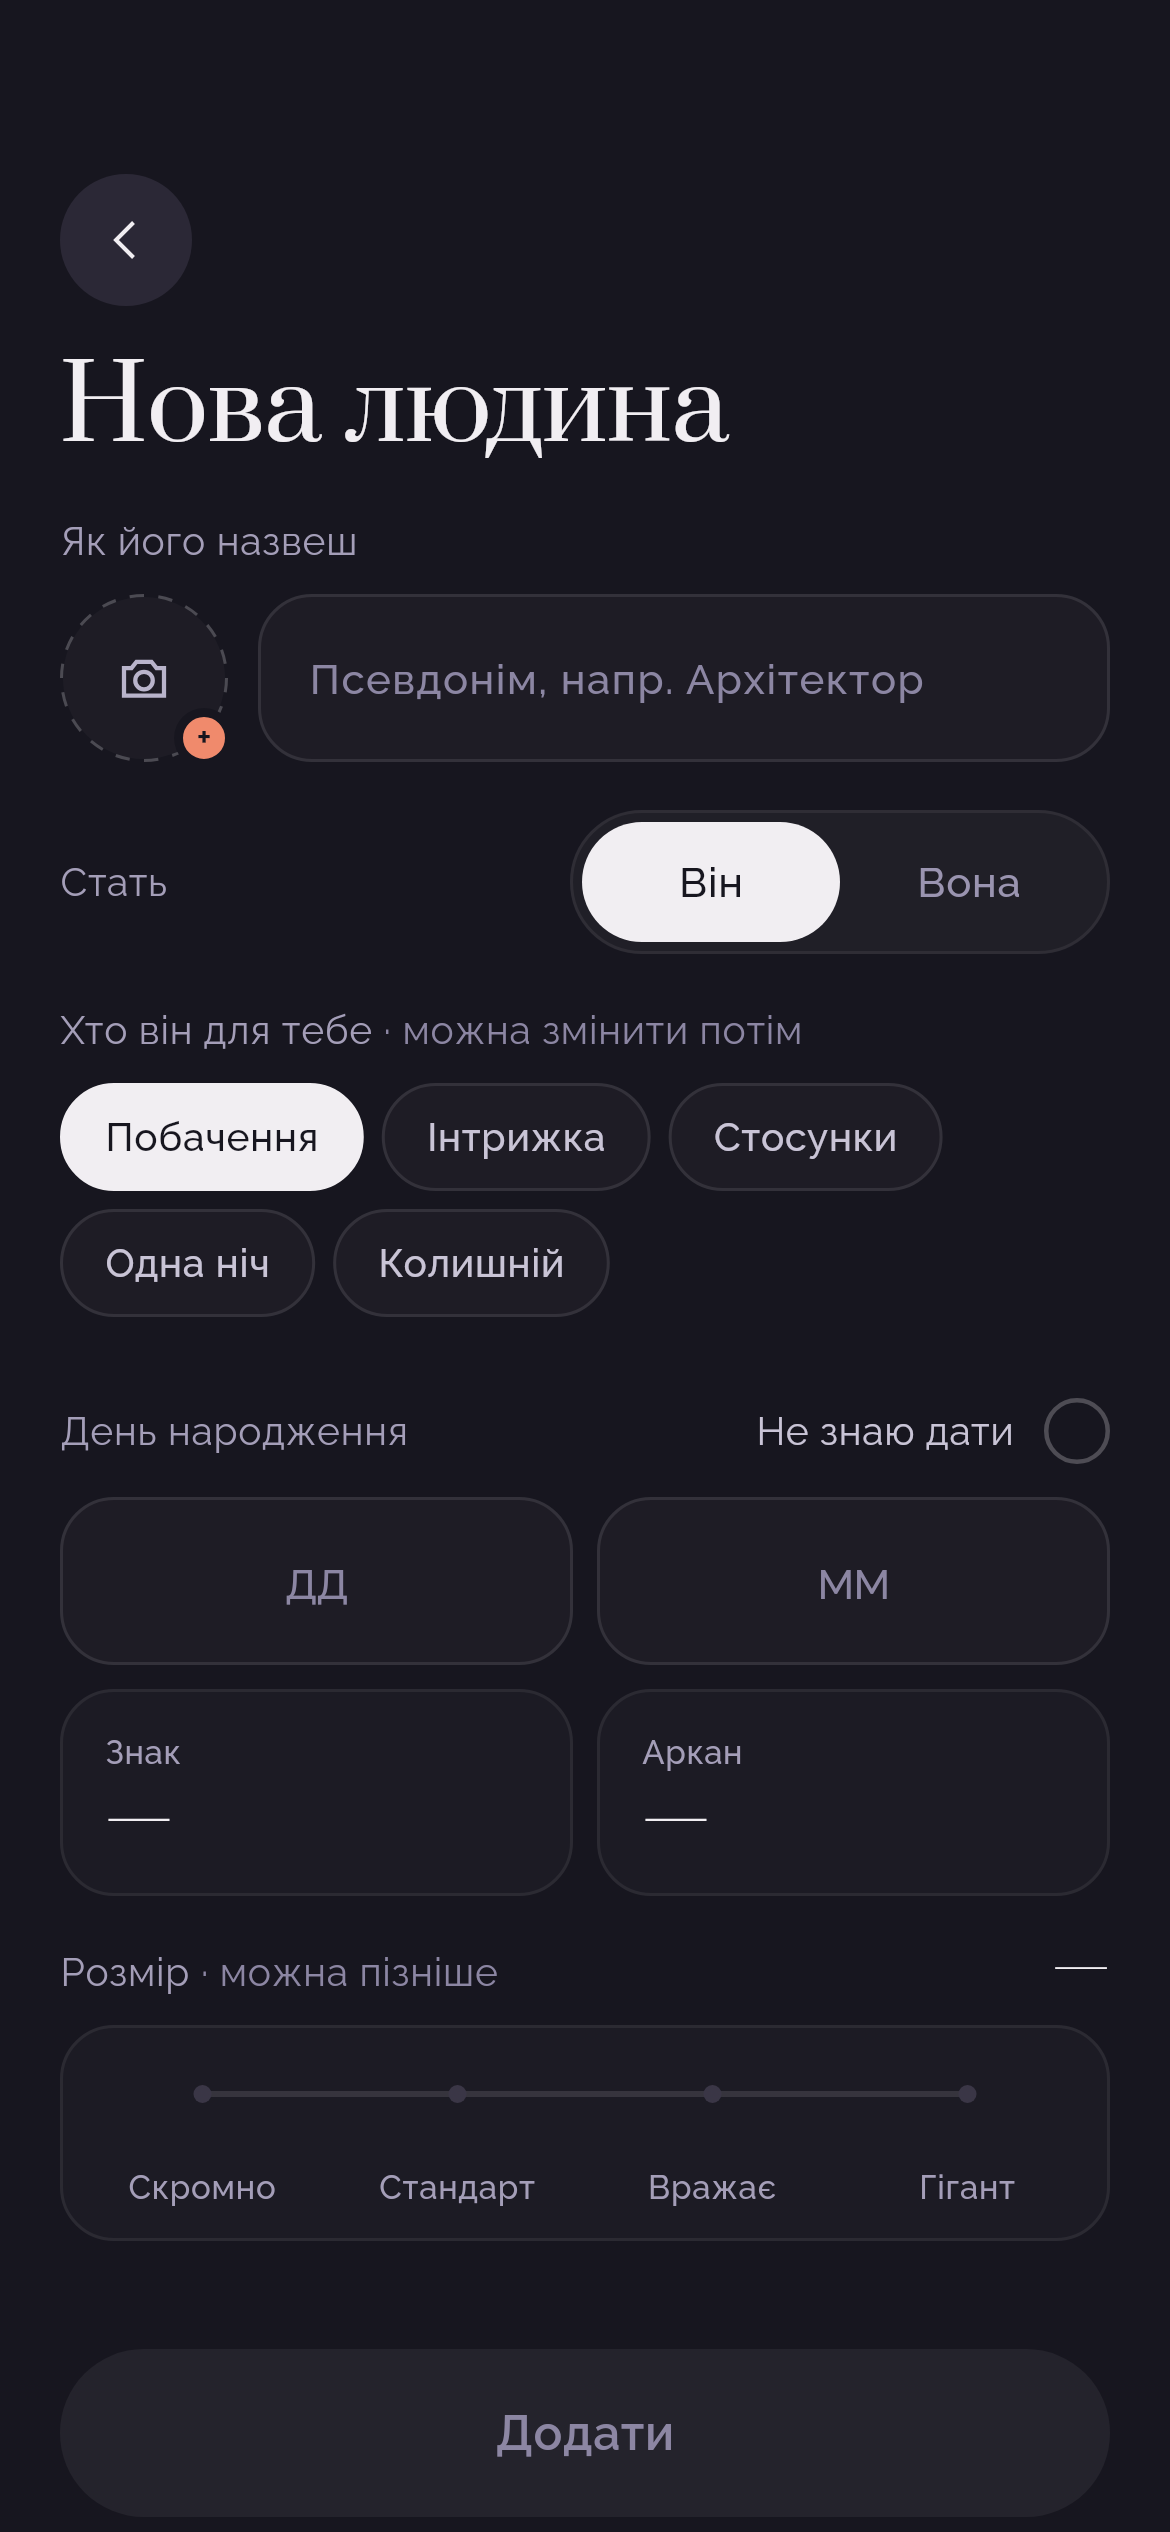 Нова людина
Як його назвеш
Псевдонім, напр. Архітектор
+
Стать
Він
Вона
Хто він для тебе · можна змінити потім
Побачення
Інтрижка
Стосунки
Одна ніч
Колишній
День народження
Не знаю дати
ДД
ММ
Знак
Аркан
—
—
Розмір · можна пізніше
—
Скромно
Стандарт
Вражає
Гігант
Додати